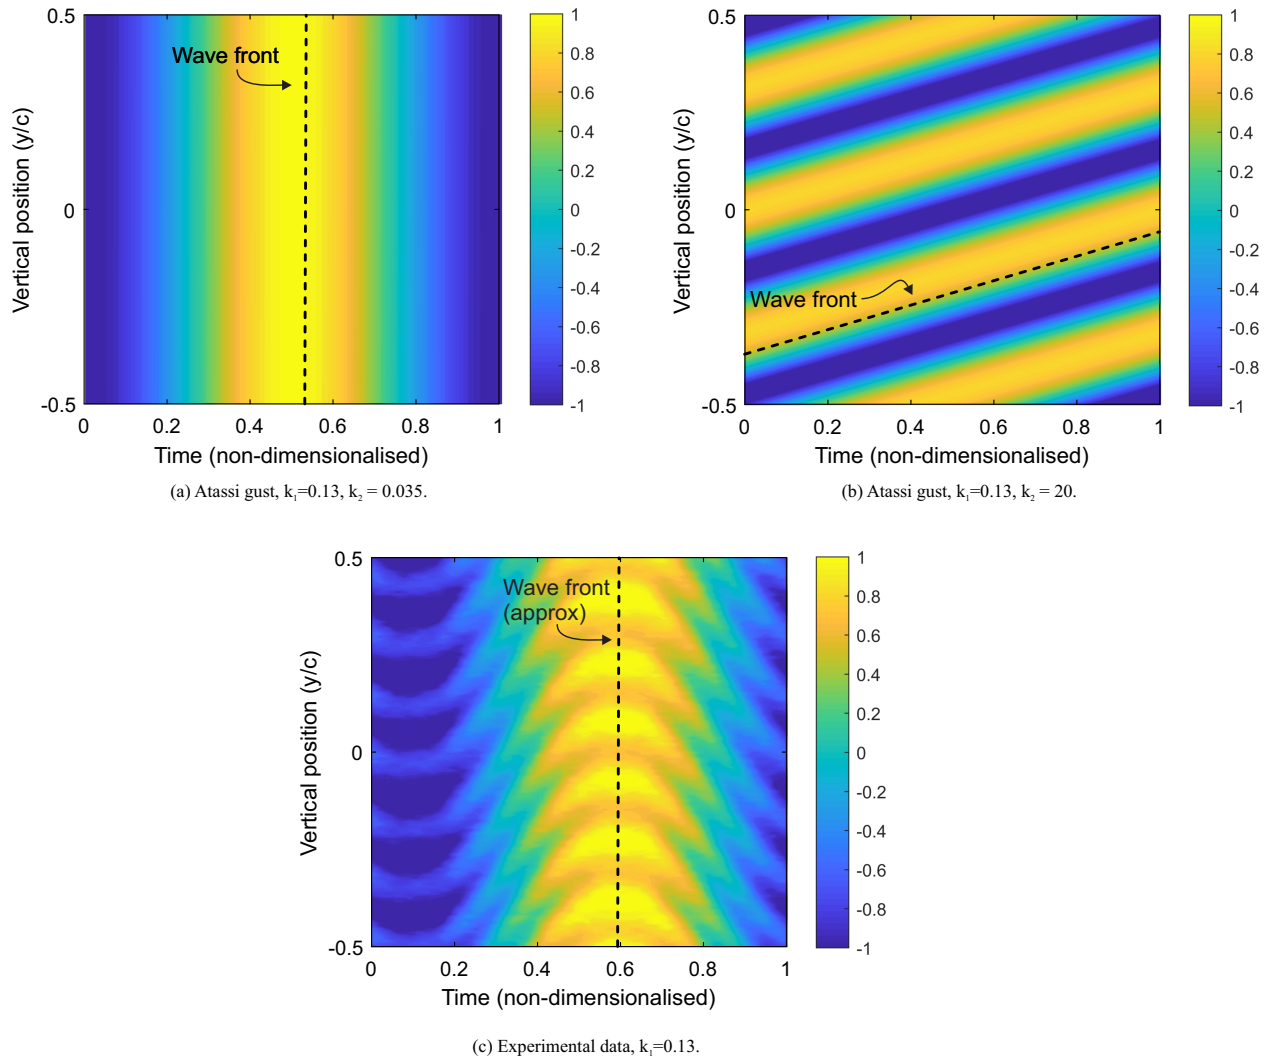 Wave front
Vertical position (y/c)
0.5
0
-0.5
0 0.2 0.4 0.6 0.8 1
Time (non-dimensionalised)
1
0.8
0.6
0.4
0.2
0
-0.2
-0.4
-0.6
-0.8
-1
(a) Atassi gust, k₁=0.13, k₂ = 0.035.
Wave front
Vertical position (y/c)
0.5
0
-0.5
0 0.2 0.4 0.6 0.8 1
Time (non-dimensionalised)
1
0.8
0.6
0.4
0.2
0
-0.2
-0.4
-0.6
-0.8
-1
(b) Atassi gust, k₁=0.13, k₂ = 20.
Wave front
(approx)
Vertical position (y/c)
0.5
0
-0.5
0 0.2 0.4 0.6 0.8 1
Time (non-dimensionalised)
1
0.8
0.6
0.4
0.2
0
-0.2
-0.4
-0.6
-0.8
-1
(c) Experimental data, k₁=0.13.